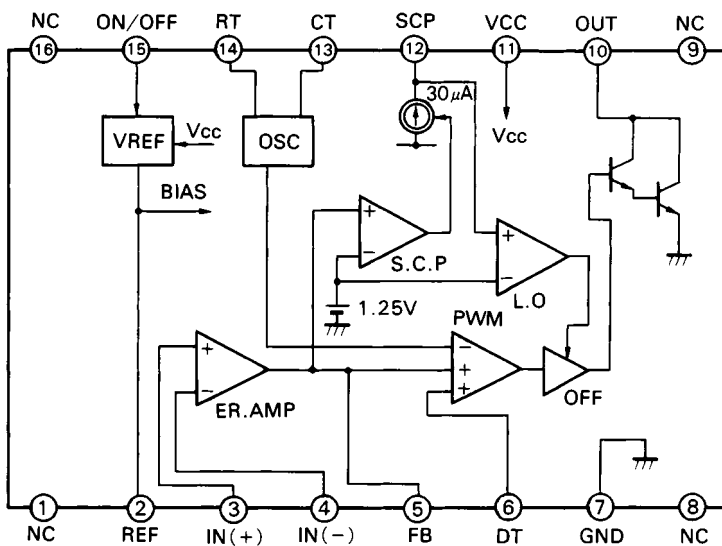 NC ON/OFF RT CT SCP VCC OUT NC
16 15 14 13 12 11 10 9
30μA
VREF Vcc OSC Vcc
BIAS
+
−
S.C.P
+
−
L.O
1.25V
PWM
+
−
ER.AMP
−
+
+
OFF
1 2 3 4 5 6 7 8
NC REF IN(+) IN(−) FB DT GND NC